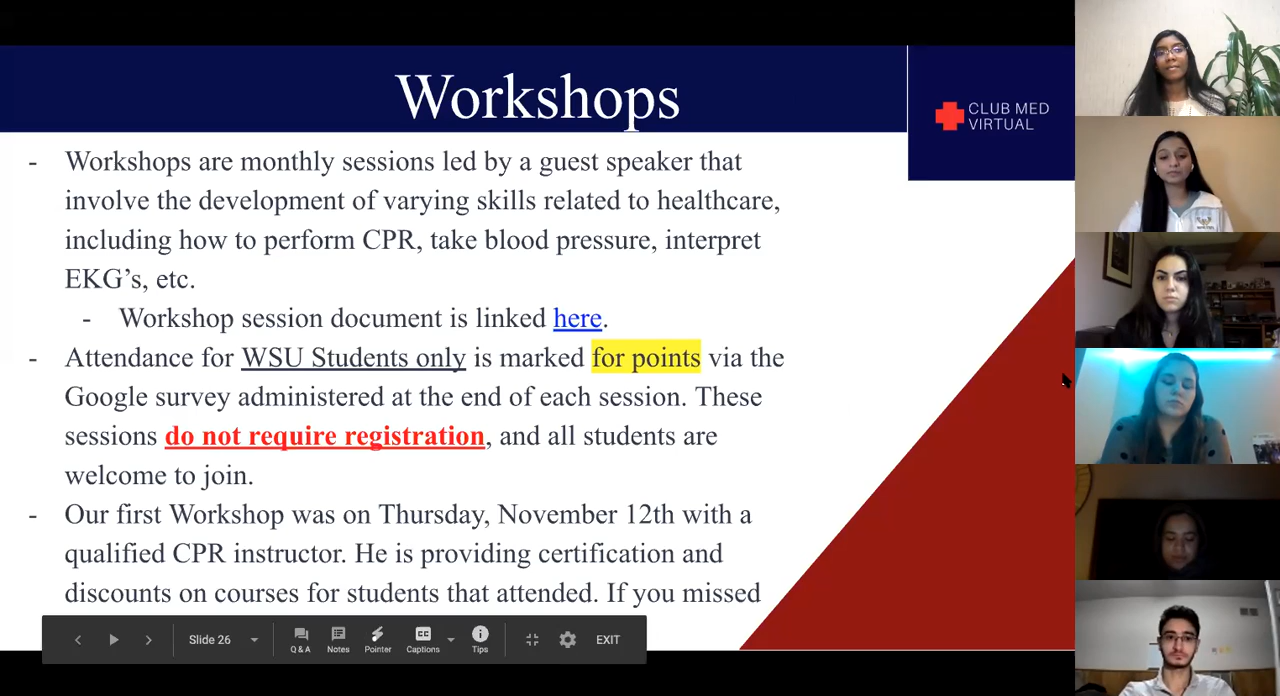 Workshops
CLUB MED
VIRTUAL
- Workshops are monthly sessions led by a guest speaker that
involve the development of varying skills related to healthcare,
including how to perform CPR, take blood pressure, interpret
EKG’s, etc.
- Workshop session document is linked here.
- Attendance for WSU Students only is marked for points via the
Google survey administered at the end of each session. These
sessions do not require registration, and all students are
welcome to join.
- Our first Workshop was on Thursday, November 12th with a
qualified CPR instructor. He is providing certification and
discounts on courses for students that attended. If you missed
Slide 26
Q & A
Notes
Pointer
CC
Captions
Tips
EXIT